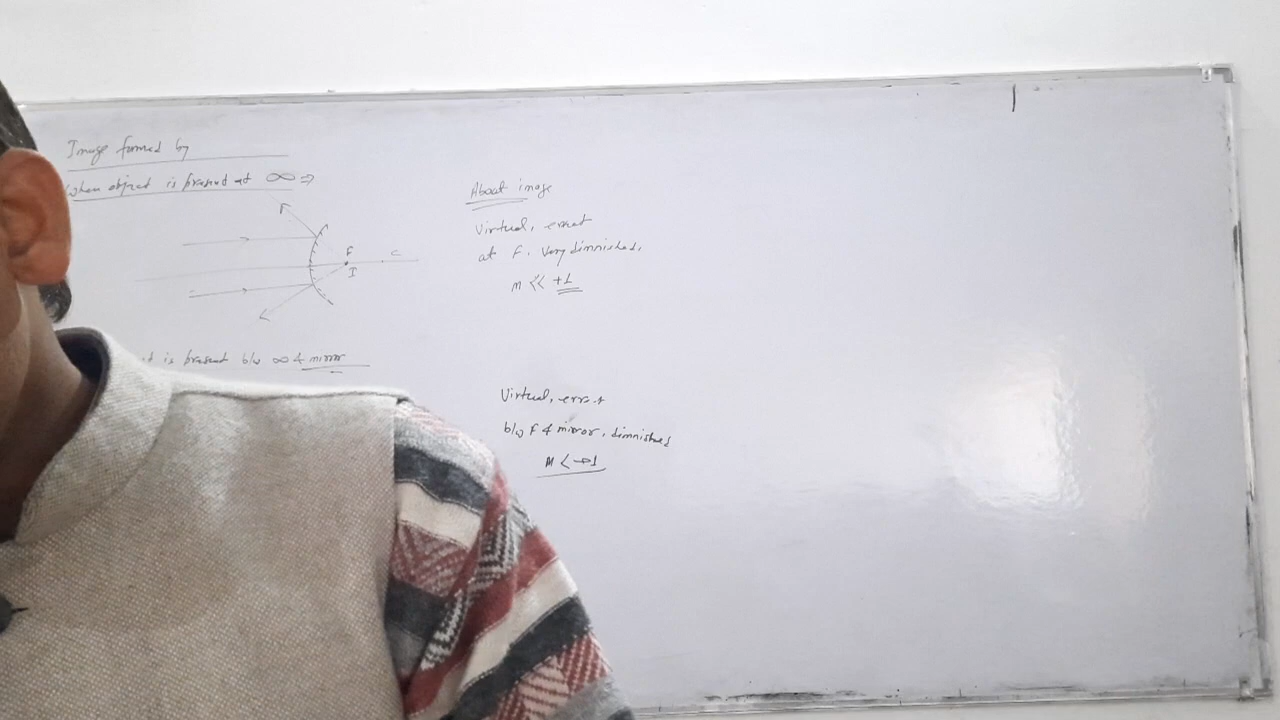 Image formed by
when object is present at ∞ ⇒
F
C
I
is present b/w ∞ & mirror
About image
Virtual, erect
at F, Very diminished,
m << +1
Virtual, erect
b/w F & mirror, diminished
M <